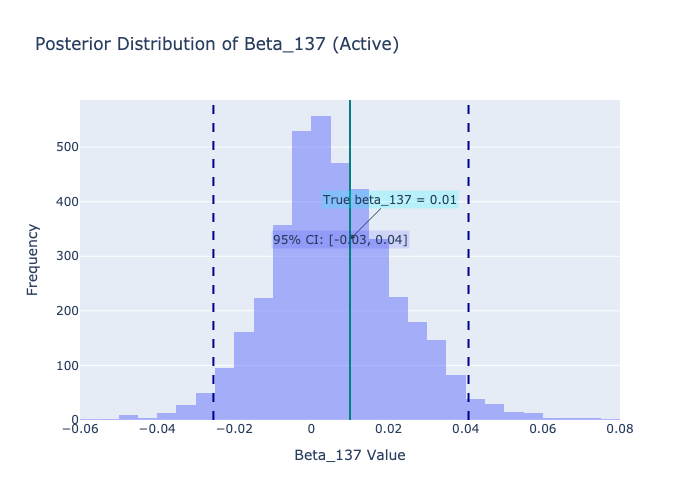 Posterior Distribution of Beta_137 (Active)
500
400
300
200
100
0
Frequency
True beta_137 = 0.01
95% CI: [-0.03, 0.04]
−0.06
−0.04
−0.02
0
0.02
0.04
0.06
0.08
Beta_137 Value